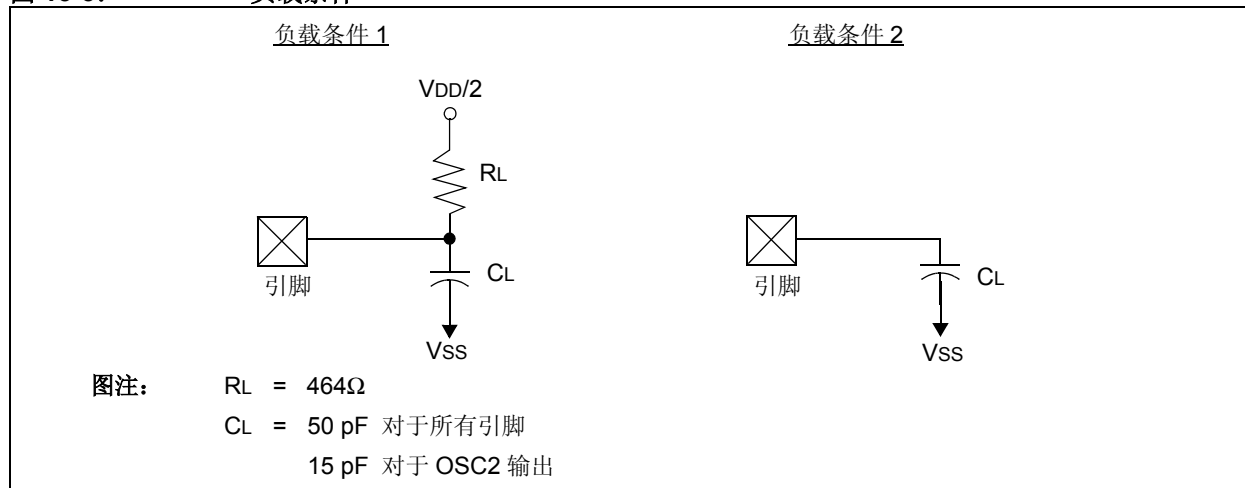 负载条件 1
负载条件 2
VDD/2
RL
引脚
CL
VSS
引脚
CL
VSS
图注： RL = 464Ω
CL = 50 pF 对于所有引脚
15 pF 对于 OSC2 输出